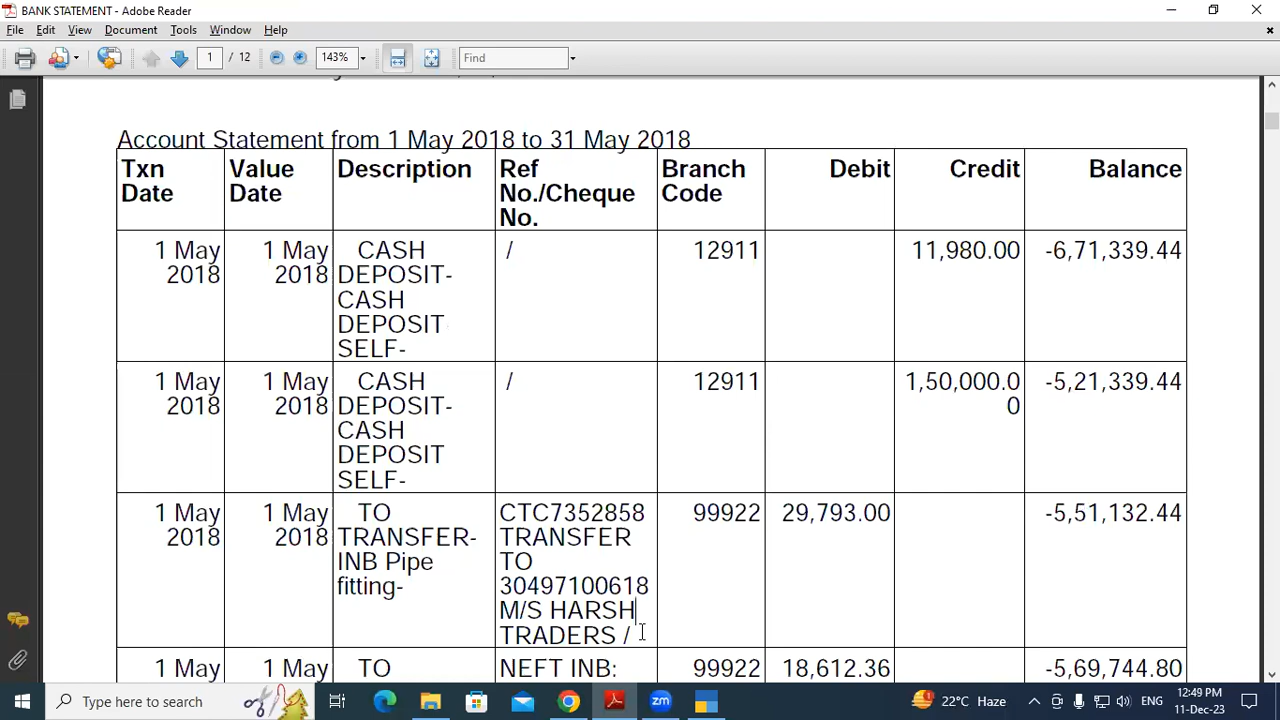 BANK STATEMENT - Adobe Reader
File Edit View Document Tools Window Help
1 / 12 143% Find
Account Statement from 1 May 2018 to 31 May 2018
Txn Date Value Date Description Ref No./Cheque No. Branch Code Debit Credit Balance
1 May 2018 1 May 2018 CASH DEPOSIT-CASH DEPOSIT SELF- / 12911 11,980.00 -6,71,339.44
1 May 2018 1 May 2018 CASH DEPOSIT-CASH DEPOSIT SELF- / 12911 1,50,000.00 -5,21,339.44
1 May 2018 1 May 2018 TO TRANSFER-INB Pipe fitting- CTC7352858 TRANSFER TO 30497100618 M/S HARSH TRADERS / 99922 29,793.00 -5,51,132.44
1 May 1 May TO NEFT INB: 99922 18,612.36 -5,69,744.80
Type here to search
zm
22°C Haze
ENG
12:49 PM
11-Dec-23